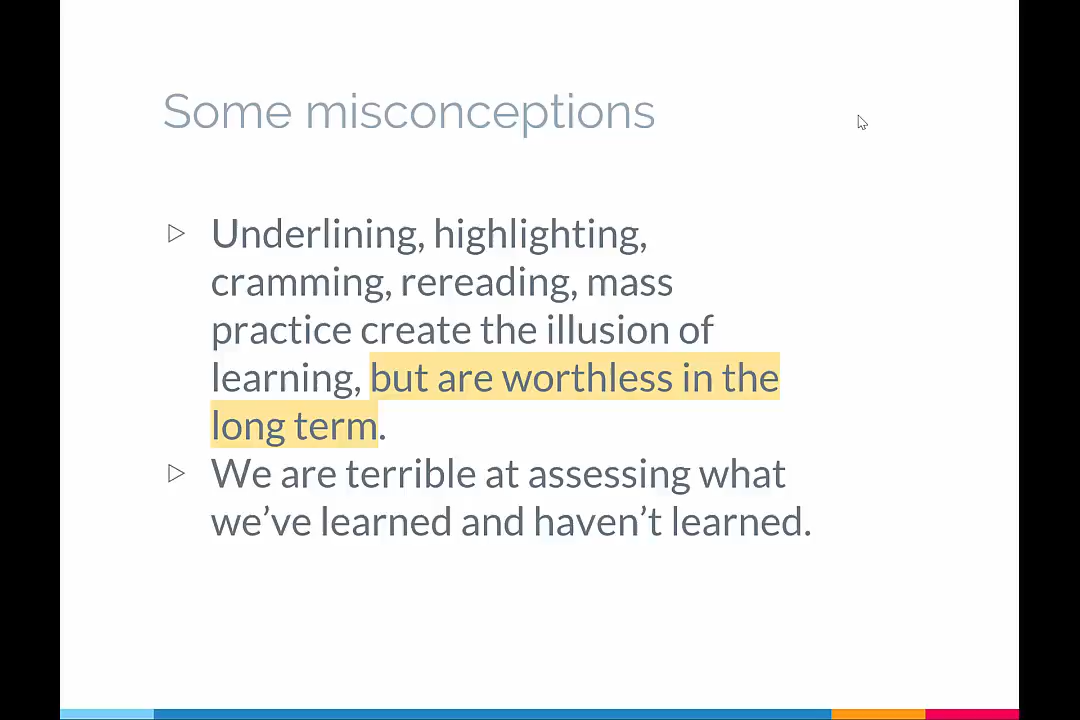 Some misconceptions
Underlining, highlighting,
cramming, rereading, mass
practice create the illusion of
learning, but are worthless in the
long term.
We are terrible at assessing what
we’ve learned and haven’t learned.